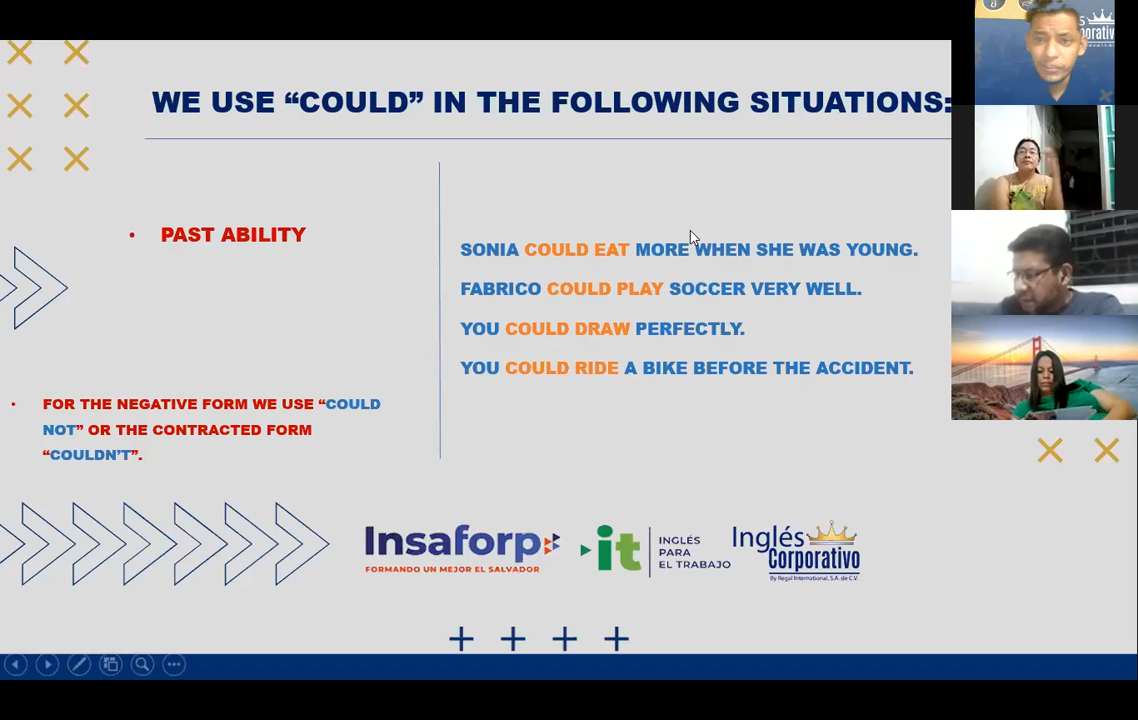 WE USE “COULD” IN THE FOLLOWING SITUATIONS:
• PAST ABILITY
• FOR THE NEGATIVE FORM WE USE “COULD
NOT” OR THE CONTRACTED FORM
“COULDN’T”.
SONIA COULD EAT MORE WHEN SHE WAS YOUNG.
FABRICO COULD PLAY SOCCER VERY WELL.
YOU COULD DRAW PERFECTLY.
YOU COULD RIDE A BIKE BEFORE THE ACCIDENT.
Insaforp
FORMANDO UN MEJOR EL SALVADOR
it
INGLÉS
PARA
EL TRABAJO
Inglés
Corporativo
By Regal International, S.A. de C.V.